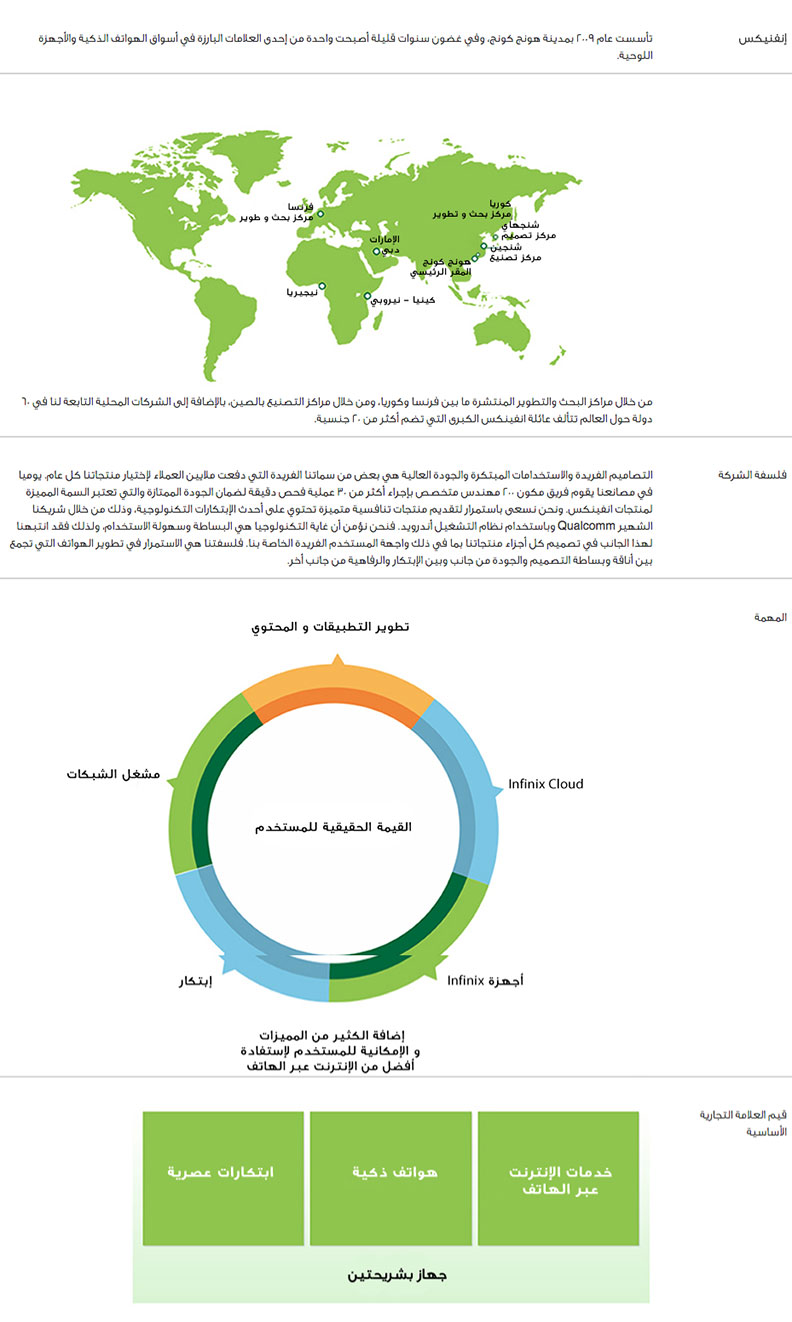 إنفنيكس
تأسست عام ٢٠٠٩ بمدينة هونج كونج، وفي غضون سنوات قليلة أصبحت واحدة من إحدى العلامات البارزة في أسواق الهواتف الذكية والأجهزة
اللوحية.
كوريا
مركز بحث و تطوير
فرنسا
مركز بحث و طوير
شنجهاي
مركز تصميم
الإمارات
دبي
شنجين
مركز تصنيع
هونج كونج
المقر الرئيسي
نيجيريا
كينيا - نيروبي
من خلال مراكز البحث والتطوير المنتشرة ما بين فرنسا وكوريا، ومن خلال مراكز التصنيع بالصين، بالإضافة إلى الشركات المحلية التابعة لنا في ٦٠
دولة حول العالم تتألف عائلة انفينكس الكبرى التي تضم أكثر من ٢٠ جنسية.
فلسفة الشركة
التصاميم الفريدة والاستخدامات المبتكرة والجودة العالية هي بعض من سماتنا الفريدة التي دفعت ملايين العملاء لإختيار منتجاتنا كل عام. يوميا
في مصانعنا يقوم فريق مكون ٢٠٠ مهندس متخصص بإجراء أكثر من ٣٠ عملية فحص دقيقة لضمان الجودة الممتازة والتي تعتبر السمة المميزة
لمنتجات انفينكس. ونحن نسعى باستمرار لتقديم منتجات تنافسية متميزة تحتوي على أحدث الإبتكارات التكنولوجية، وذلك من خلال شريكنا
الشهير Qualcomm وباستخدام نظام التشغيل أندرويد. فنحن نؤمن أن غاية التكنولوجيا هي البساطة وسهولة الاستخدام، ولذلك فقد انتبهنا
لهذا الجانب في تصميم كل أجزاء منتجاتنا بما في ذلك واجهة المستخدم الفريدة الخاصة بنا. فلسفتنا هي الاستمرار في تطوير الهواتف التي تجمع
بين أناقة وبساطة التصميم والجودة من جانب وبين الإبتكار والرفاهية من جانب أخر.
المهمة
تطوير التطبيقات و المحتوي
مشغل الشبكات
Infinix Cloud
القيمة الحقيقية للمستخدم
أجهزة Infinix
إبتكار
إضافة الكثير من المميزات
و الإمكانية للمستخدم لإستفادة
أفضل من الإنترنت عبر الهاتف
قيم العلامة التجارية
الأساسية
خدمات الإنترنت
عبر الهاتف
هواتف ذكية
ابتكارات عصرية
جهاز بشريحتين